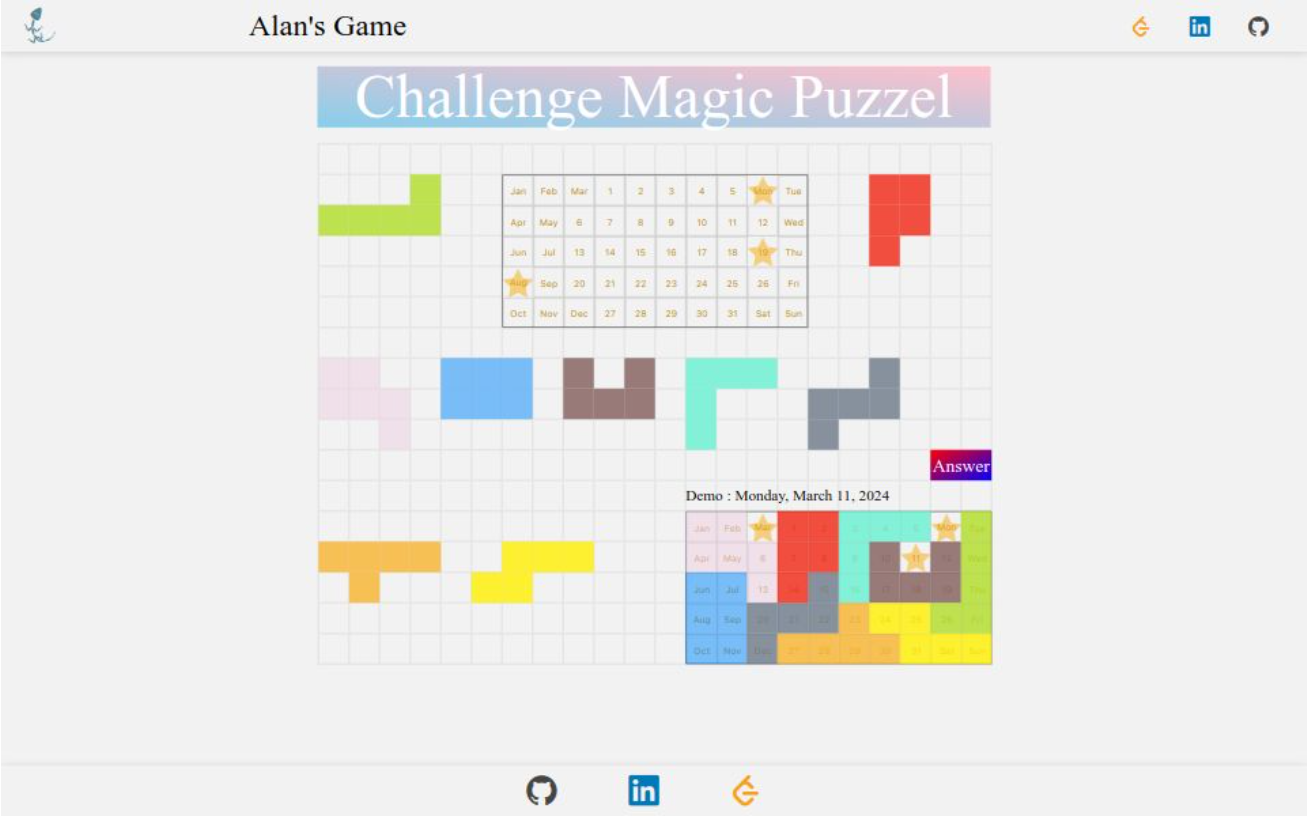 Alan's Game
Challenge Magic Puzzel
Jan Feb Mar 1 2 3 4 5 Mon Tue
Apr May 6 7 8 9 10 11 12 Wed
Jun Jul 13 14 15 16 17 18 19 Thu
Aug Sep 20 21 22 23 24 25 26 Fri
Oct Nov Dec 27 28 29 30 31 Sat Sun
Answer
Demo : Monday, March 11, 2024
Jan Feb Mar 1 2 3 4 5 Mon Tue
Apr May 6 7 8 9 10 11 12 Wed
Jun Jul 13 14 15 16 17 18 19 Thu
Aug Sep 20 21 22 23 24 25 26 Fri
Oct Nov Dec 27 28 29 30 31 Sat Sun
in